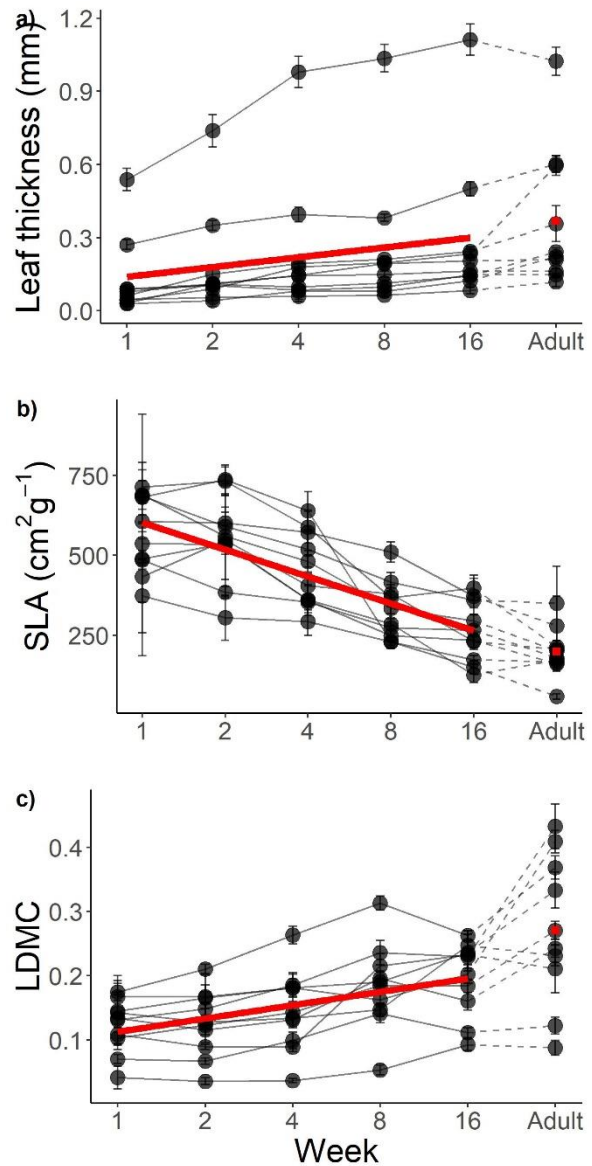 a)
Leaf thickness (mm)
1.2
0.9
0.6
0.3
0.0
1 2 4 8 16 Adult
b)
SLA (cm²g⁻¹)
750
500
250
1 2 4 8 16 Adult
c)
LDMC
0.4
0.3
0.2
0.1
1 2 4 8 16 Adult
Week